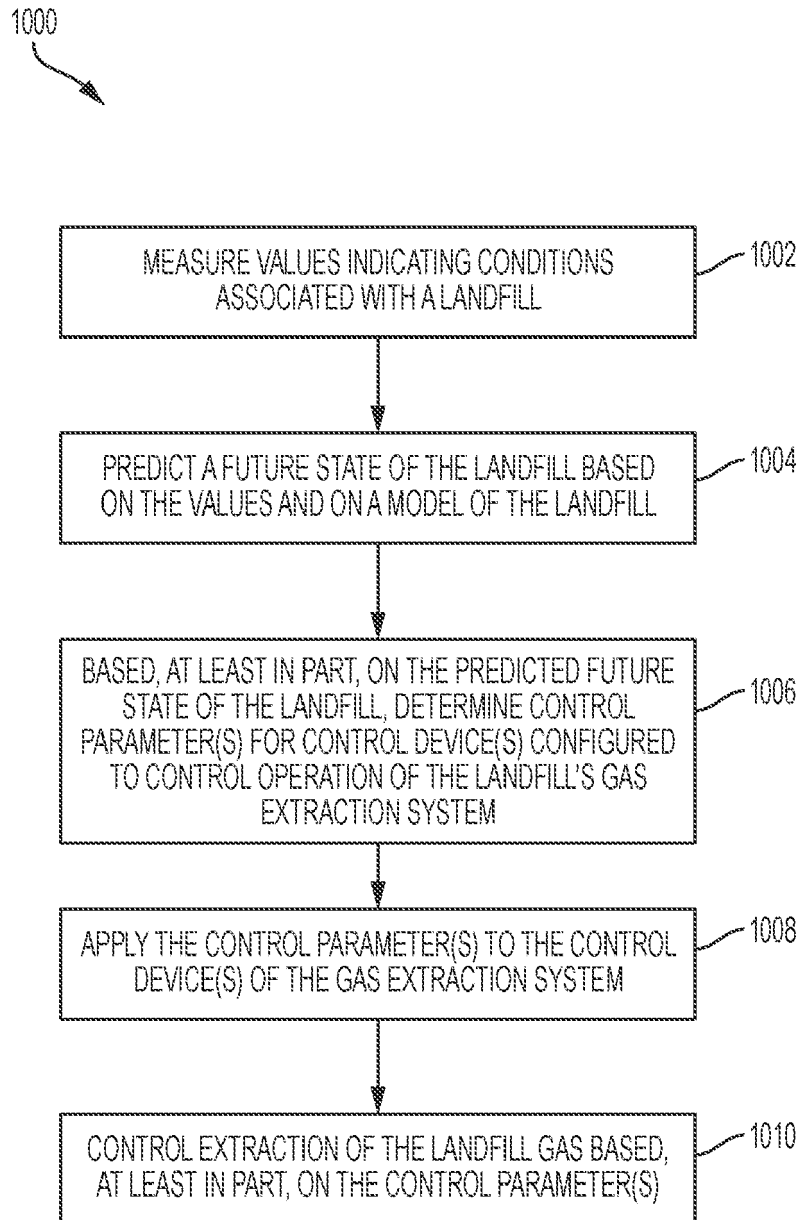 1000
MEASURE VALUES INDICATING CONDITIONS
ASSOCIATED WITH A LANDFILL
1002
PREDICT A FUTURE STATE OF THE LANDFILL BASED
ON THE VALUES AND ON A MODEL OF THE LANDFILL
1004
BASED, AT LEAST IN PART, ON THE PREDICTED FUTURE
STATE OF THE LANDFILL, DETERMINE CONTROL
PARAMETER(S) FOR CONTROL DEVICE(S) CONFIGURED
TO CONTROL OPERATION OF THE LANDFILL'S GAS
EXTRACTION SYSTEM
1006
APPLY THE CONTROL PARAMETER(S) TO THE CONTROL
DEVICE(S) OF THE GAS EXTRACTION SYSTEM
1008
CONTROL EXTRACTION OF THE LANDFILL GAS BASED,
AT LEAST IN PART, ON THE CONTROL PARAMETER(S)
1010